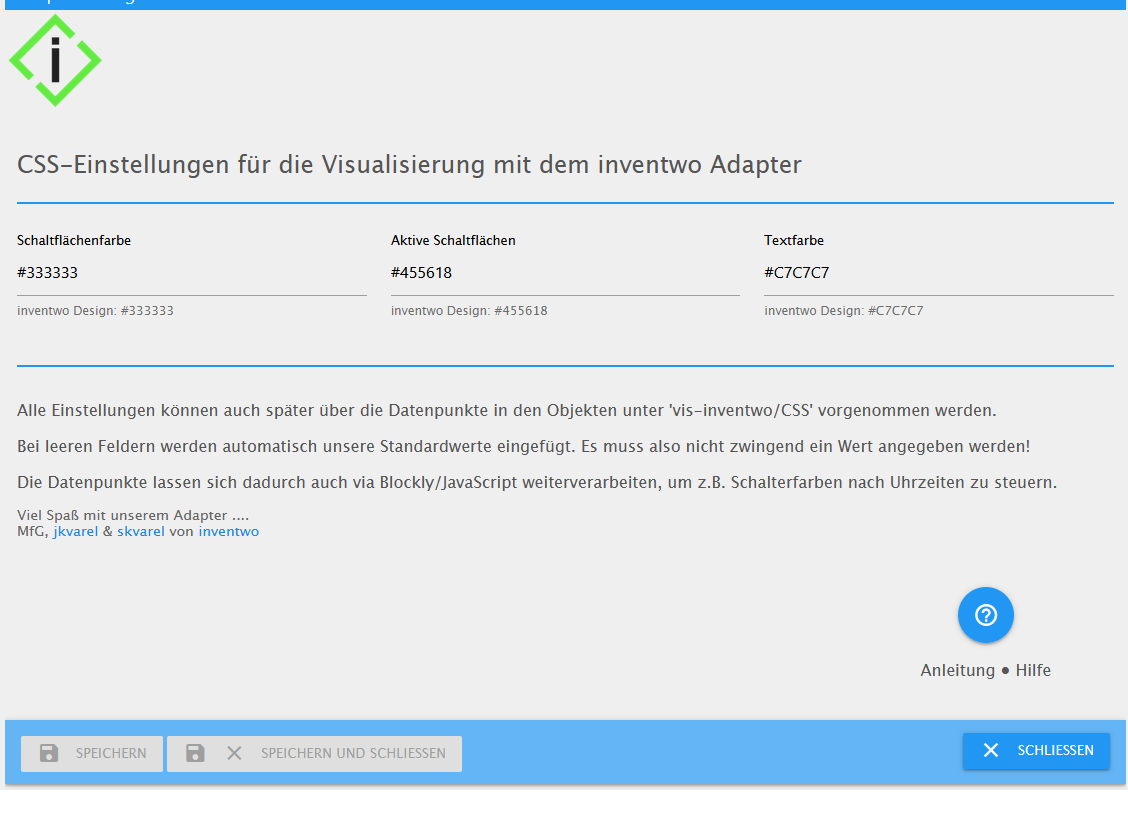 i
CSS-Einstellungen für die Visualisierung mit dem inventwo Adapter
Schaltflächenfarbe
Aktive Schaltflächen
Textfarbe
#333333
#455618
#C7C7C7
inventwo Design: #333333
inventwo Design: #455618
inventwo Design: #C7C7C7
Alle Einstellungen können auch später über die Datenpunkte in den Objekten unter 'vis-inventwo/CSS' vorgenommen werden.
Bei leeren Feldern werden automatisch unsere Standardwerte eingefügt. Es muss also nicht zwingend ein Wert angegeben werden!
Die Datenpunkte lassen sich dadurch auch via Blockly/JavaScript weiterverarbeiten, um z.B. Schalterfarben nach Uhrzeiten zu steuern.
Viel Spaß mit unserem Adapter ....
MfG, jkvarel & skvarel von inventwo
Anleitung • Hilfe
SPEICHERN
SPEICHERN UND SCHLIESSEN
SCHLIESSEN